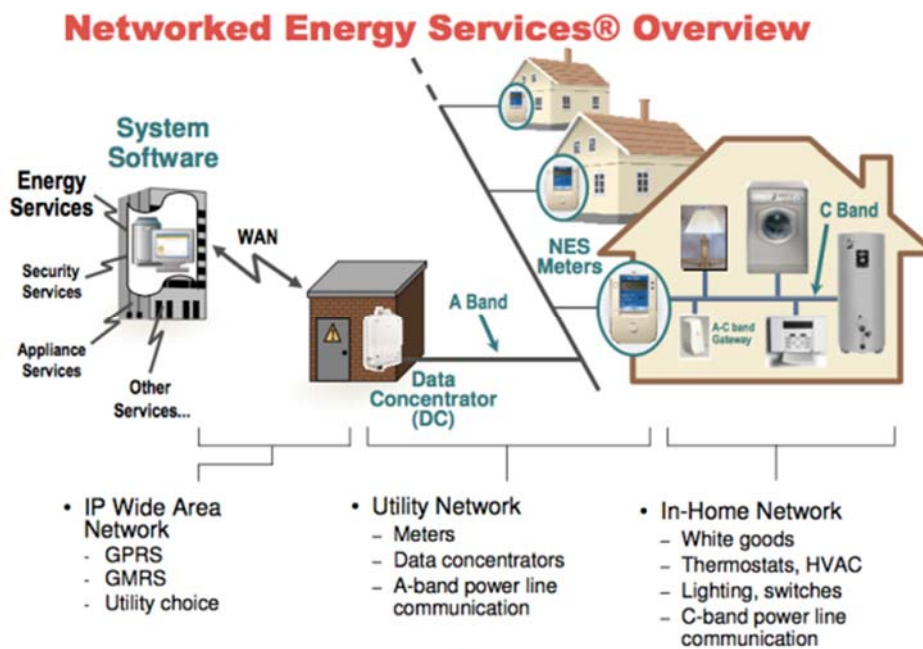 Networked Energy Services® Overview
System
Software
Energy
Services
Security
Services
Appliance
Services
Other
Services...
WAN
Data
Concentrator
(DC)
A Band
NES
Meters
C Band
A-C band
Gateway
• IP Wide Area
Network
- GPRS
- GMRS
- Utility choice
• Utility Network
– Meters
– Data concentrators
– A-band power line
communication
• In-Home Network
– White goods
– Thermostats, HVAC
– Lighting, switches
– C-band power line
communication